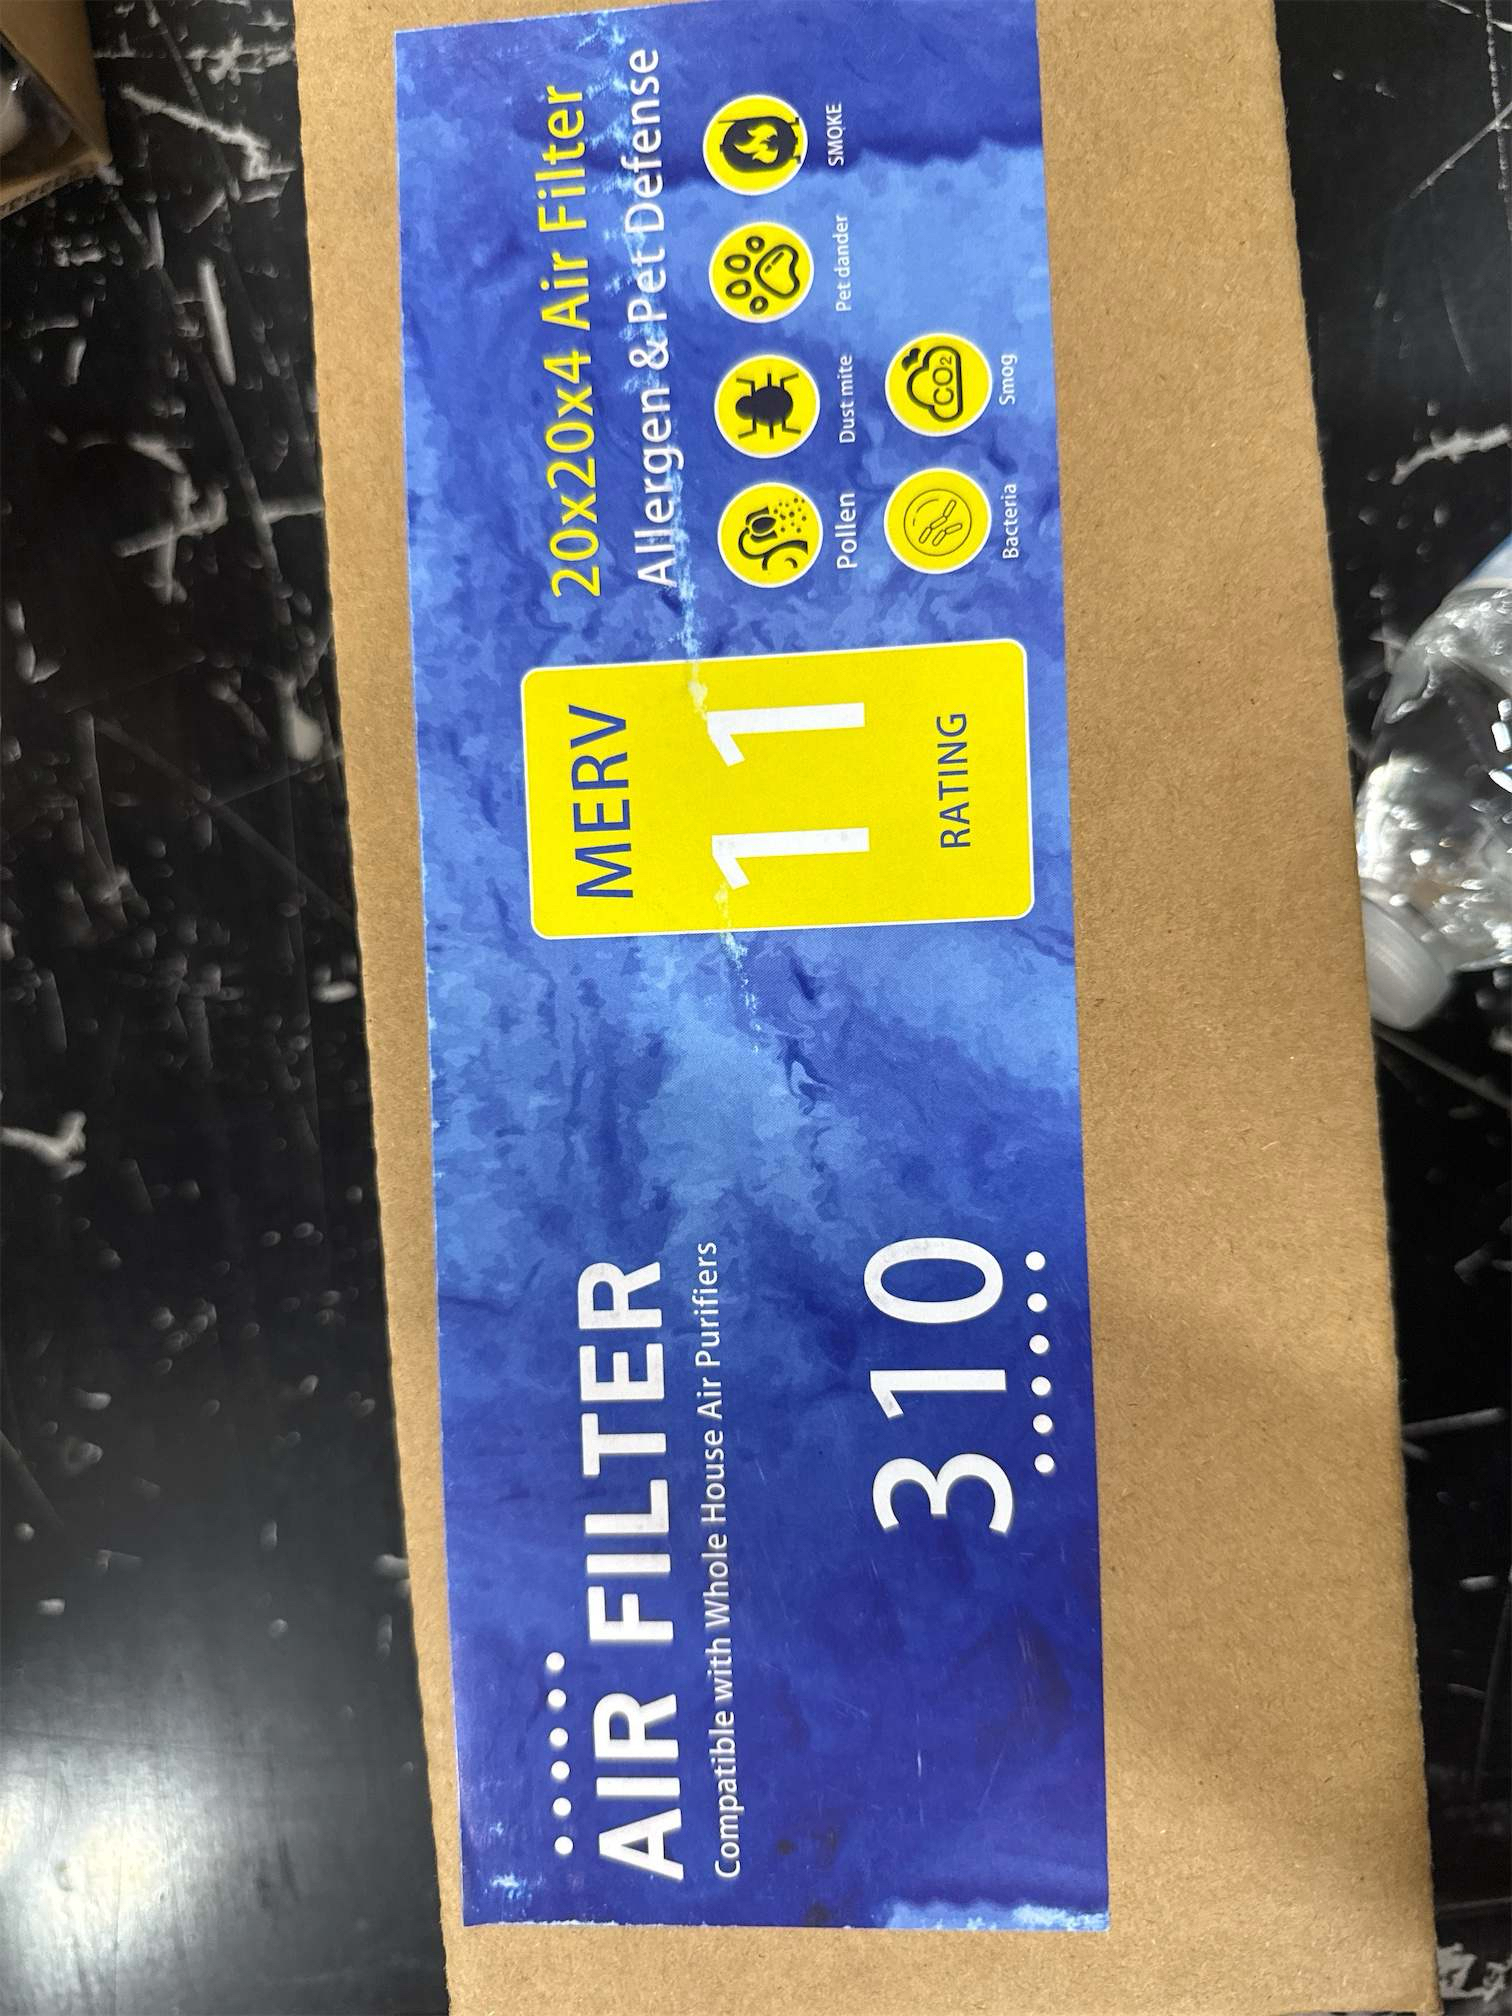 AIR FILTER
Compatible with Whole House Air Purifiers
310
MERV
11
RATING
20x20x4 Air Filter
Allergen & Pet Defense
Pollen
Dust mite
Pet dander
SMOKE
CO2
Bacteria
Smog